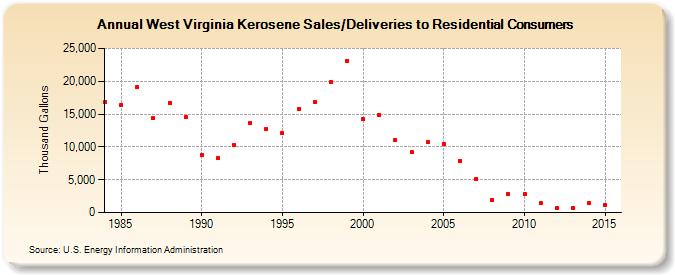 Annual West Virginia Kerosene Sales/Deliveries to Residential Consumers
Thousand Gallons
25,000
20,000
15,000
10,000
5,000
0
1985 1990 1995 2000 2005 2010 2015
Source: U.S. Energy Information Administration